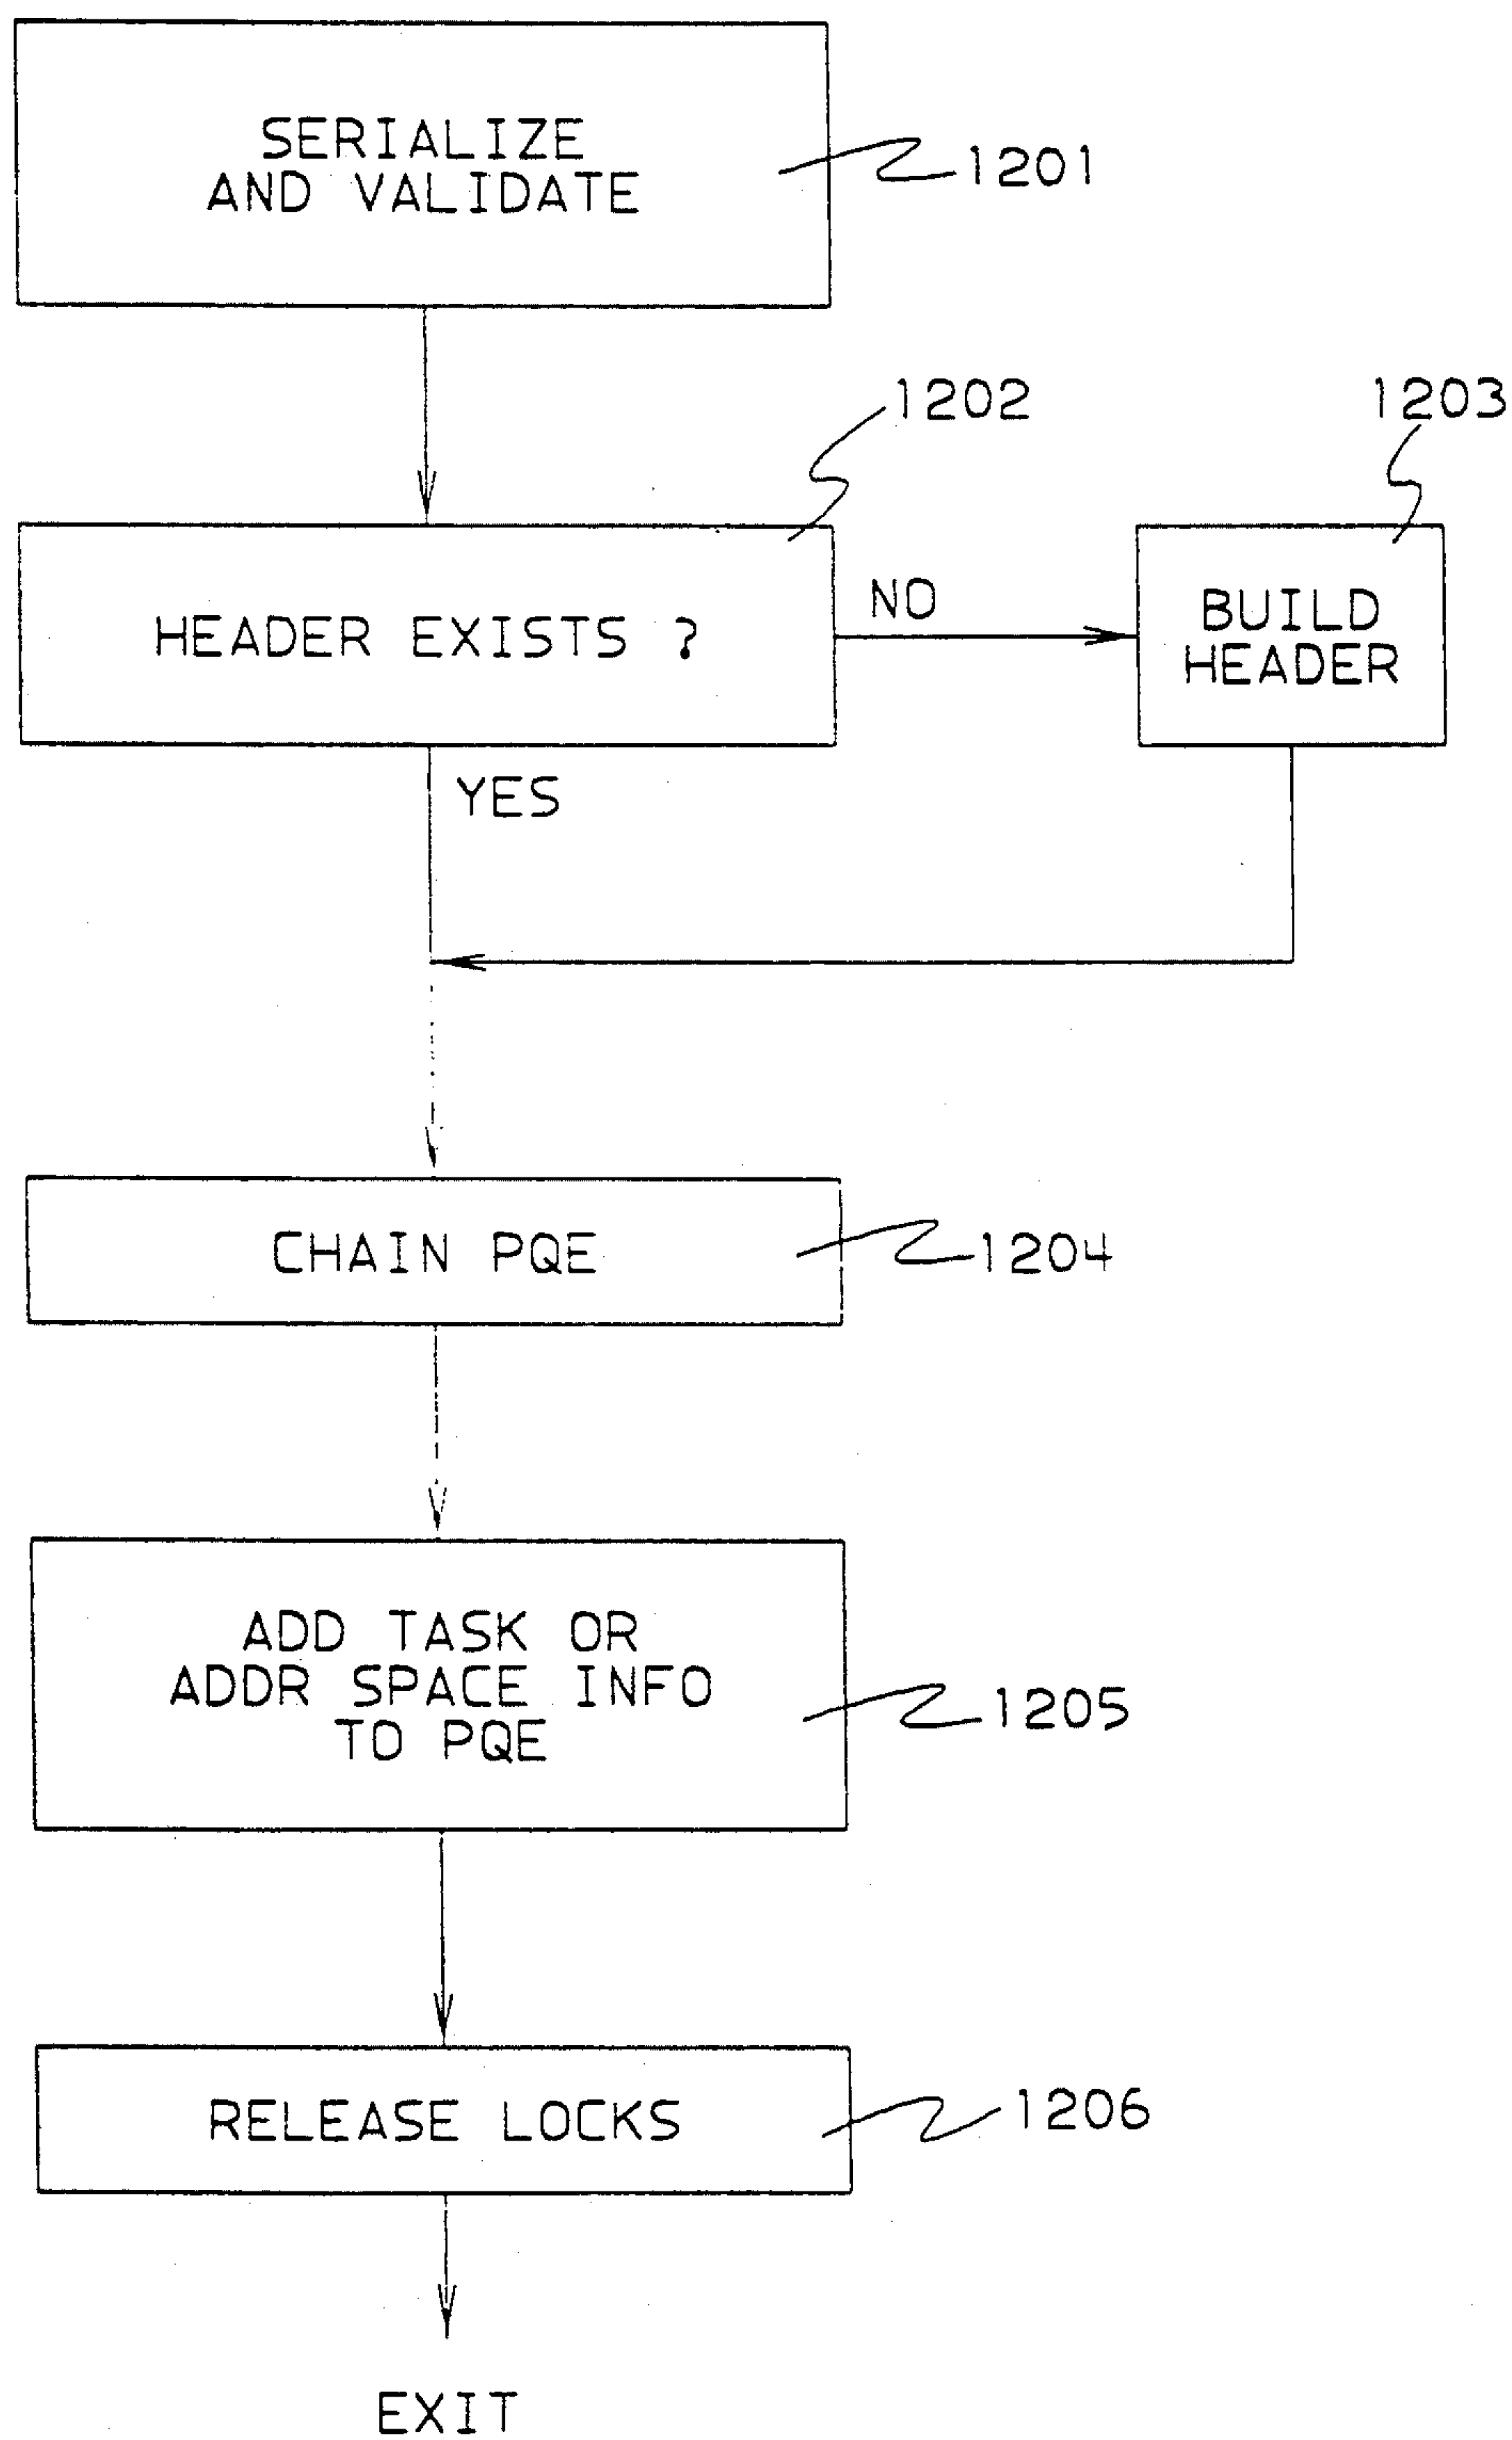 SERIALIZE
AND VALIDATE
1201
1202
1203
HEADER EXISTS ?
NO
BUILD
HEADER
YES
CHAIN PQE
1204
ADD TASK OR
ADDR SPACE INFO
TO PQE
1205
RELEASE LOCKS
1206
EXIT